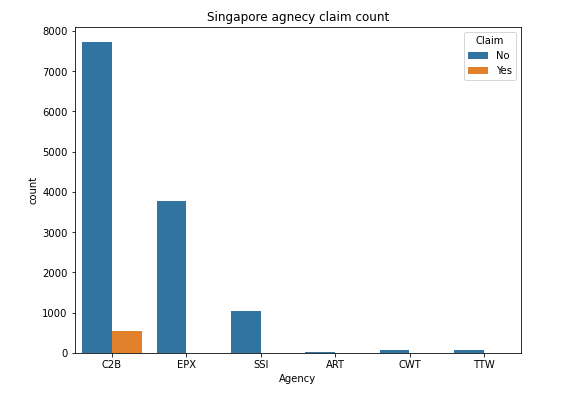 Singapore agnecy claim count
Claim
No
Yes
8000
7000
6000
5000
4000
3000
2000
1000
0
count
C2B EPX SSI ART CWT TTW
Agency